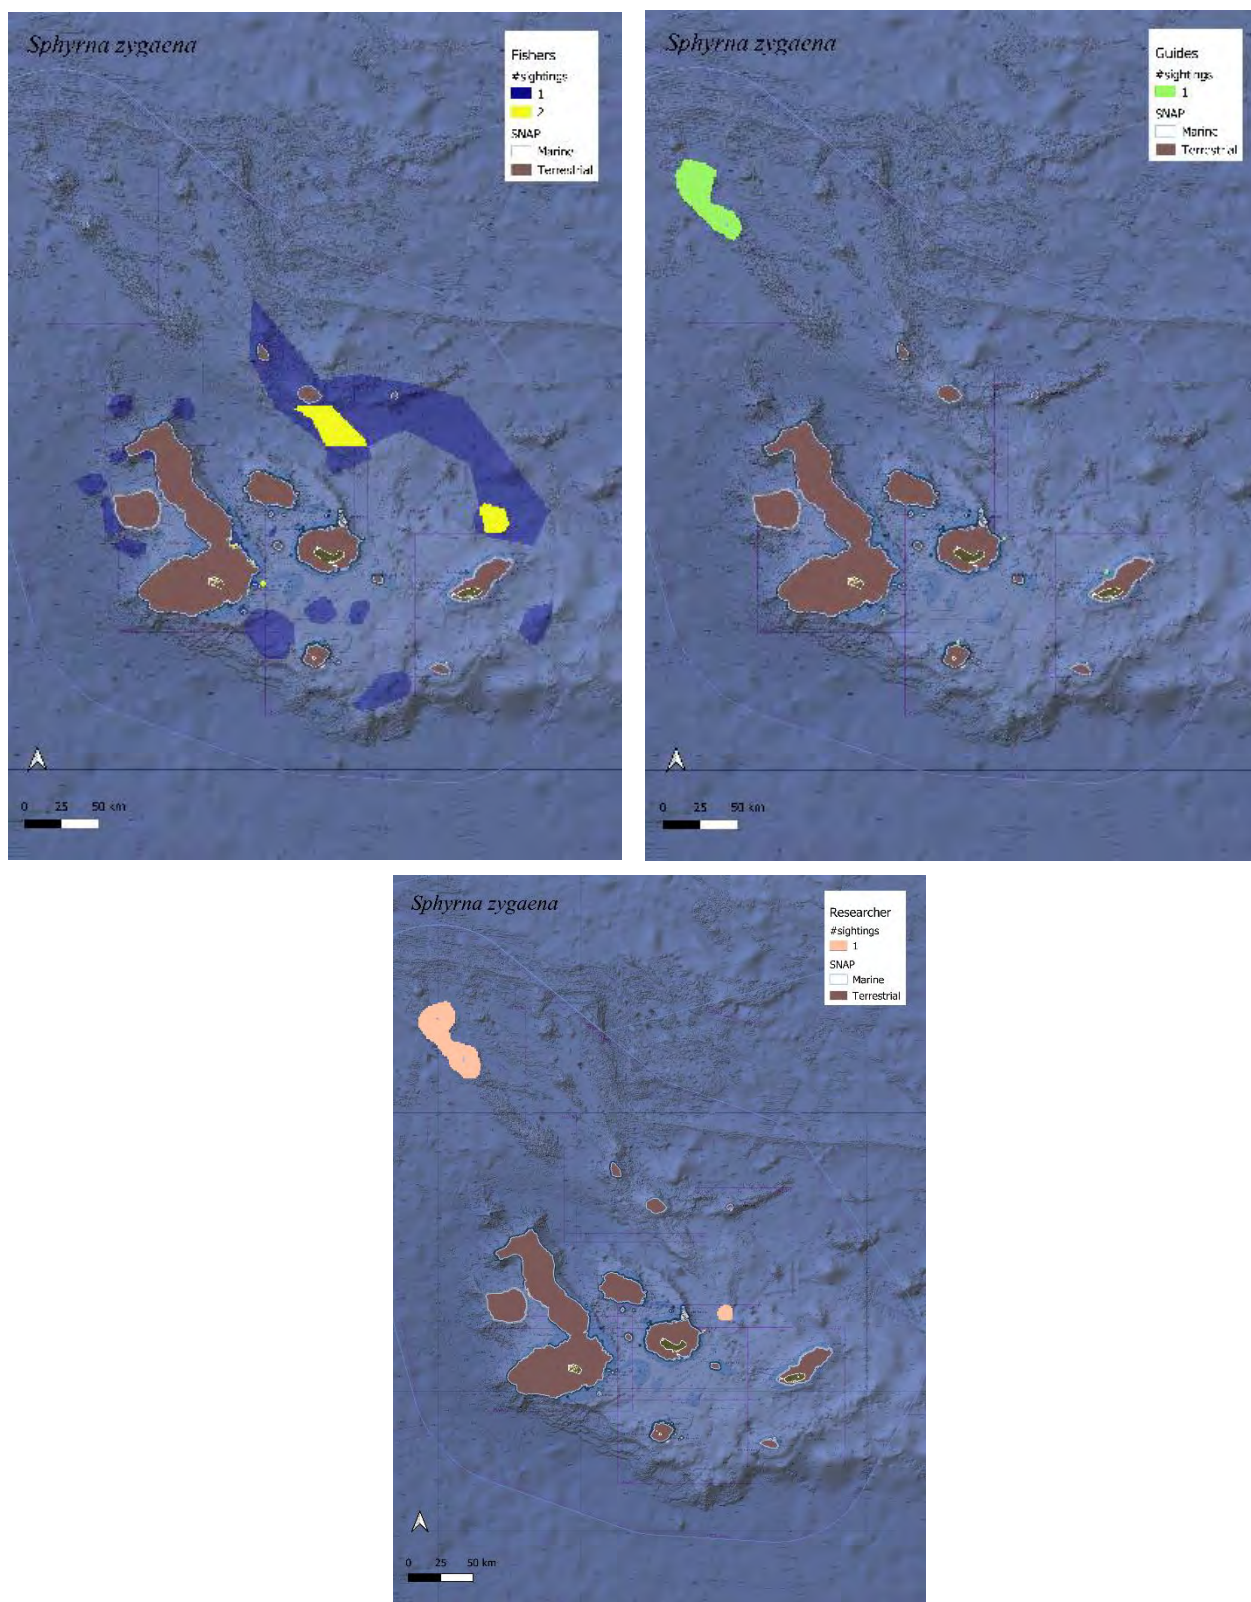 Sphyrna zygaena
Fishers
#sightings
1
2
SNAP
Marine
Terrestrial
0 25 50 km
Sphyrna zygaena
Guides
#sightings
1
SNAP
Marine
Terrestrial
0 25 50 km
Sphyrna zygaena
Researcher
#sightings
1
SNAP
Marine
Terrestrial
0 25 50 km